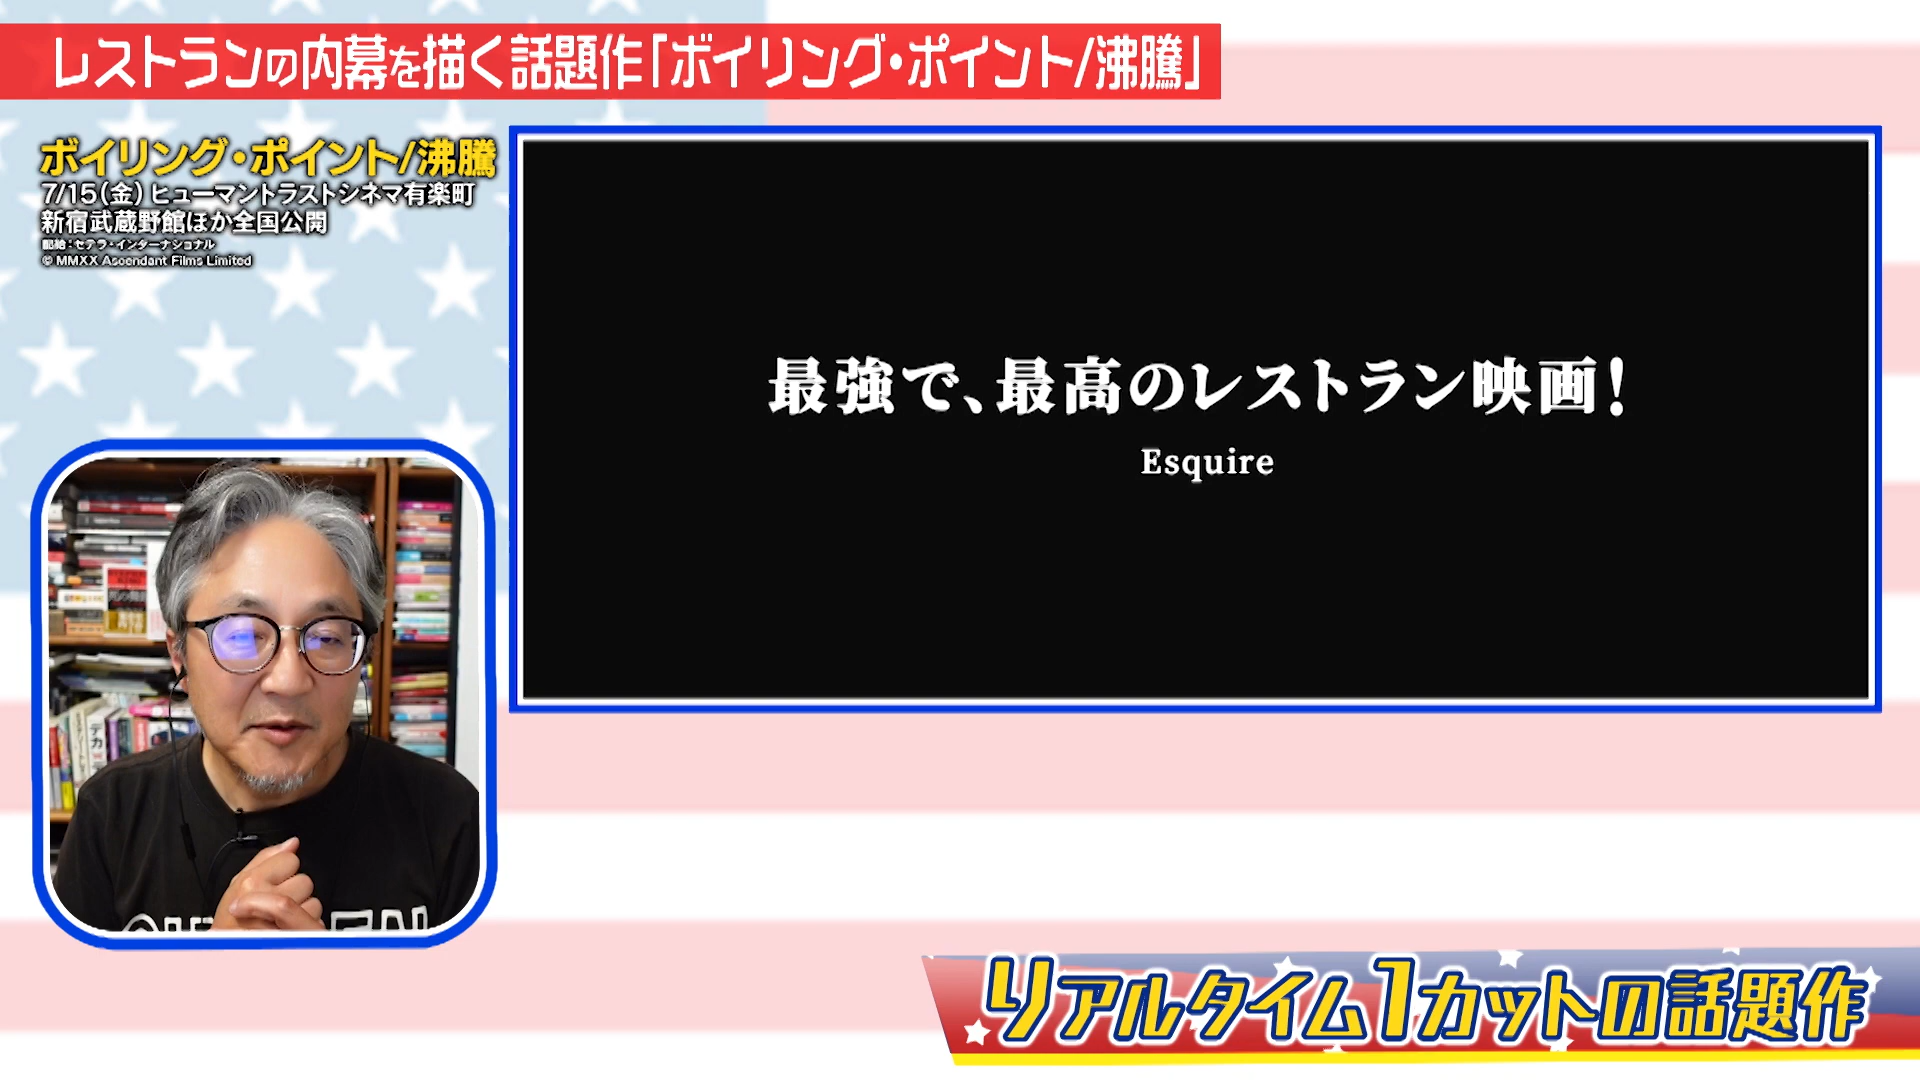 レストランの内幕を描く話題作「ボイリング・ポイント/沸騰」
ボイリング・ポイント/沸騰
7/15(金) ヒューマントラストシネマ有楽町
新宿武蔵野館ほか全国公開
配給:セテラ・インターナショナル
© MMXX Ascendant Films Limited
最強で、最高のレストラン映画!
Esquire
リアルタイム1カットの話題作